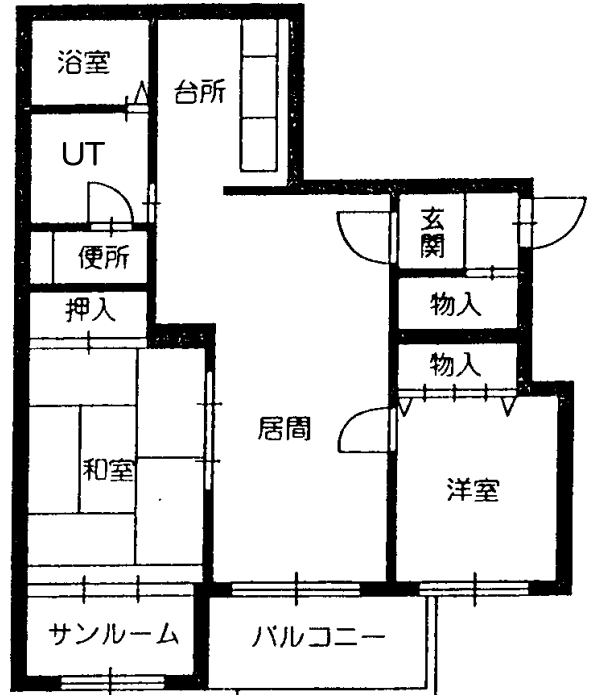 浴室
台所
UT
便所
玄関
押入
物入
物入
居間
和室
洋室
サンルーム
バルコニー